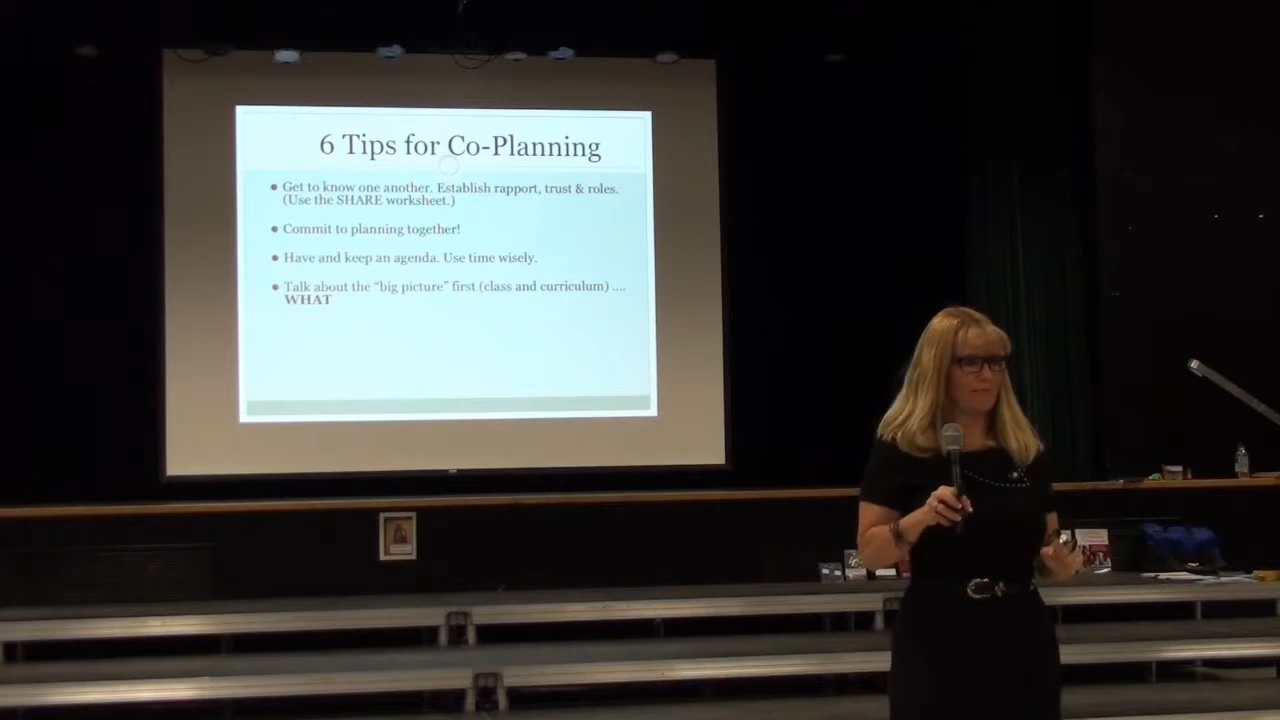 6 Tips for Co-Planning
Get to know one another. Establish rapport, trust & roles.
(Use the SHARE worksheet.)
Commit to planning together!
Have and keep an agenda. Use time wisely.
Talk about the “big picture” first (class and curriculum) ....
WHAT